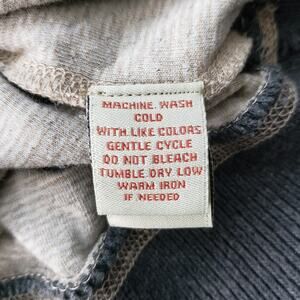 MACHINE WASH
COLD
WITH LIKE COLORS
GENTLE CYCLE
DO NOT BLEACH
TUMBLE DRY LOW
WARM IRON
IF NEEDED